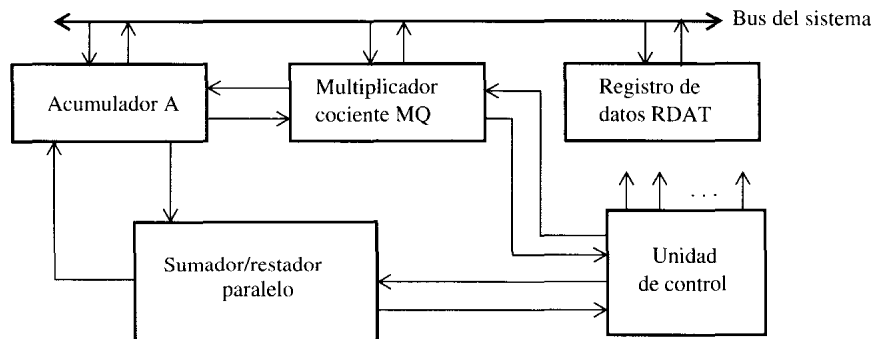 Bus del sistema
Acumulador A
Multiplicador
cociente MQ
Registro de
datos RDAT
...
Sumador/restador
paralelo
Unidad
de control